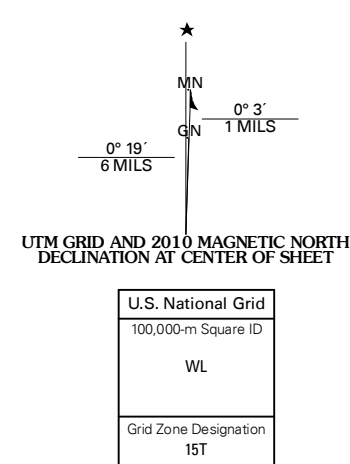 ★
MN
0° 3´
1 MILS
GN
0° 19´
6 MILS
UTM GRID AND 2010 MAGNETIC NORTH
DECLINATION AT CENTER OF SHEET
U.S. National Grid
100,000-m Square ID
WL
Grid Zone Designation
15T